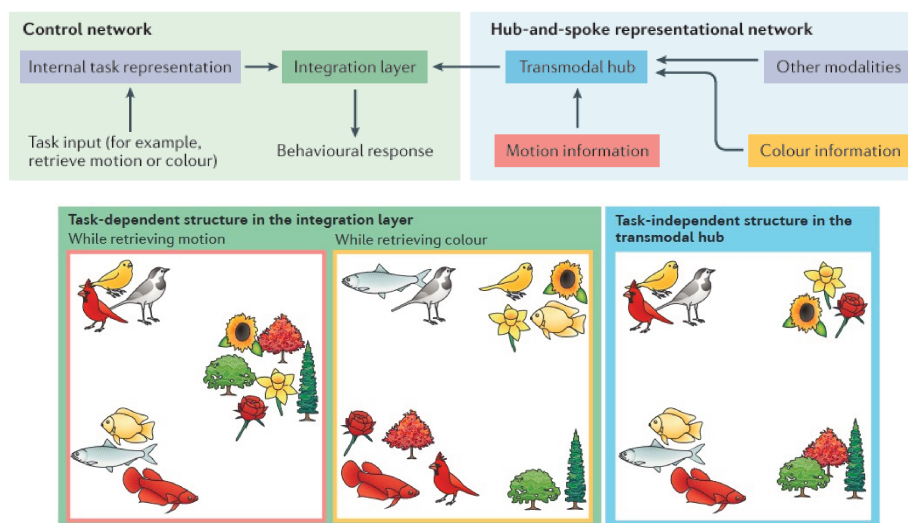 Control network
Internal task representation
Integration layer
Task input (for example,
retrieve motion or colour)
Behavioural response
Hub-and-spoke representational network
Transmodal hub
Other modalities
Motion information
Colour information
Task-dependent structure in the integration layer
While retrieving motion
While retrieving colour
Task-independent structure in the
transmodal hub